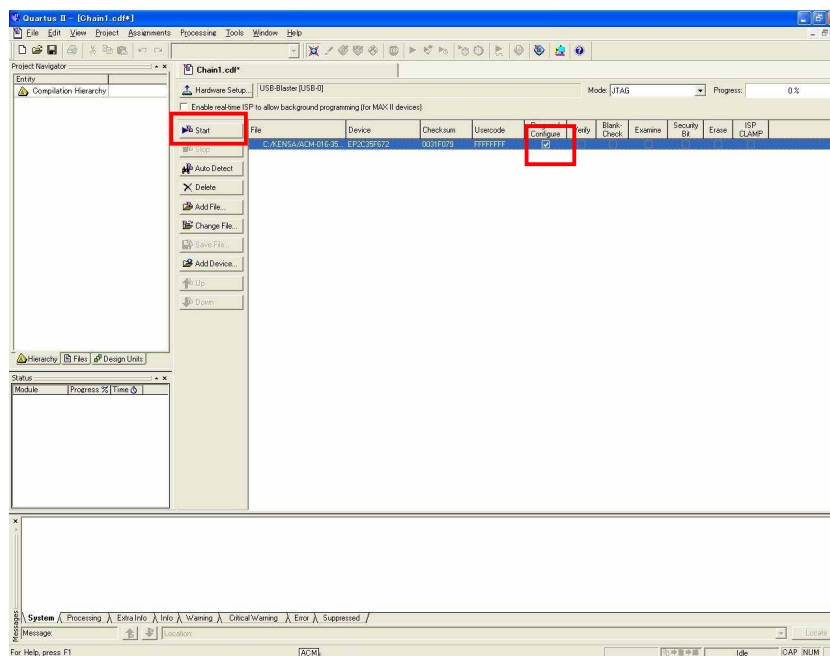 Quartus II - [Chain1.cdf*]
File Edit View Project Assignments Processing Tools Window Help
Project Navigator
Entity
Compilation Hierarchy
Hierarchy Files Design Units
Status
Module Progress % Time
Chain1.cdf*
Hardware Setup... USB-Blaster [USB-0] Mode: JTAG Progress: 0 %
Enable real-time ISP to allow background programming (for MAX II devices)
Start
Stop
Auto Detect
Delete
Add File...
Change File...
Save File...
Add Device...
Up
Down
File Device Checksum Usercode Configure Verify Blank-Check Examine Security Bit Erase ISP CLAMP
C:/KENSA/ACM-016-35... EP2C35F672 0031F079 FFFFFFFF
Messages
System Processing Extra Info Info Warning Critical Warning Error Suppressed
Message: Location: Locate
For Help, press F1 [ACM] Idle CAP NUM